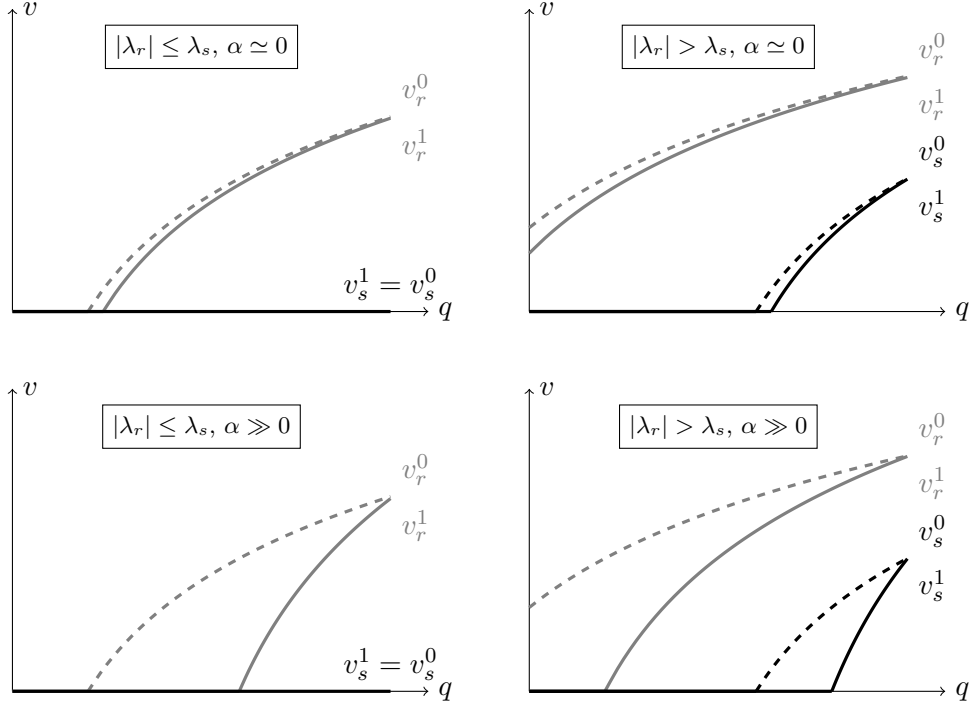 v
|λ_r| ≤ λ_s, α ≃ 0
v_r^0
v_r^1
v_s^1 = v_s^0
q
v
|λ_r| > λ_s, α ≃ 0
v_r^0
v_r^1
v_s^0
v_s^1
q
v
|λ_r| ≤ λ_s, α ≫ 0
v_r^0
v_r^1
v_s^1 = v_s^0
q
v
|λ_r| > λ_s, α ≫ 0
v_r^0
v_r^1
v_s^0
v_s^1
q